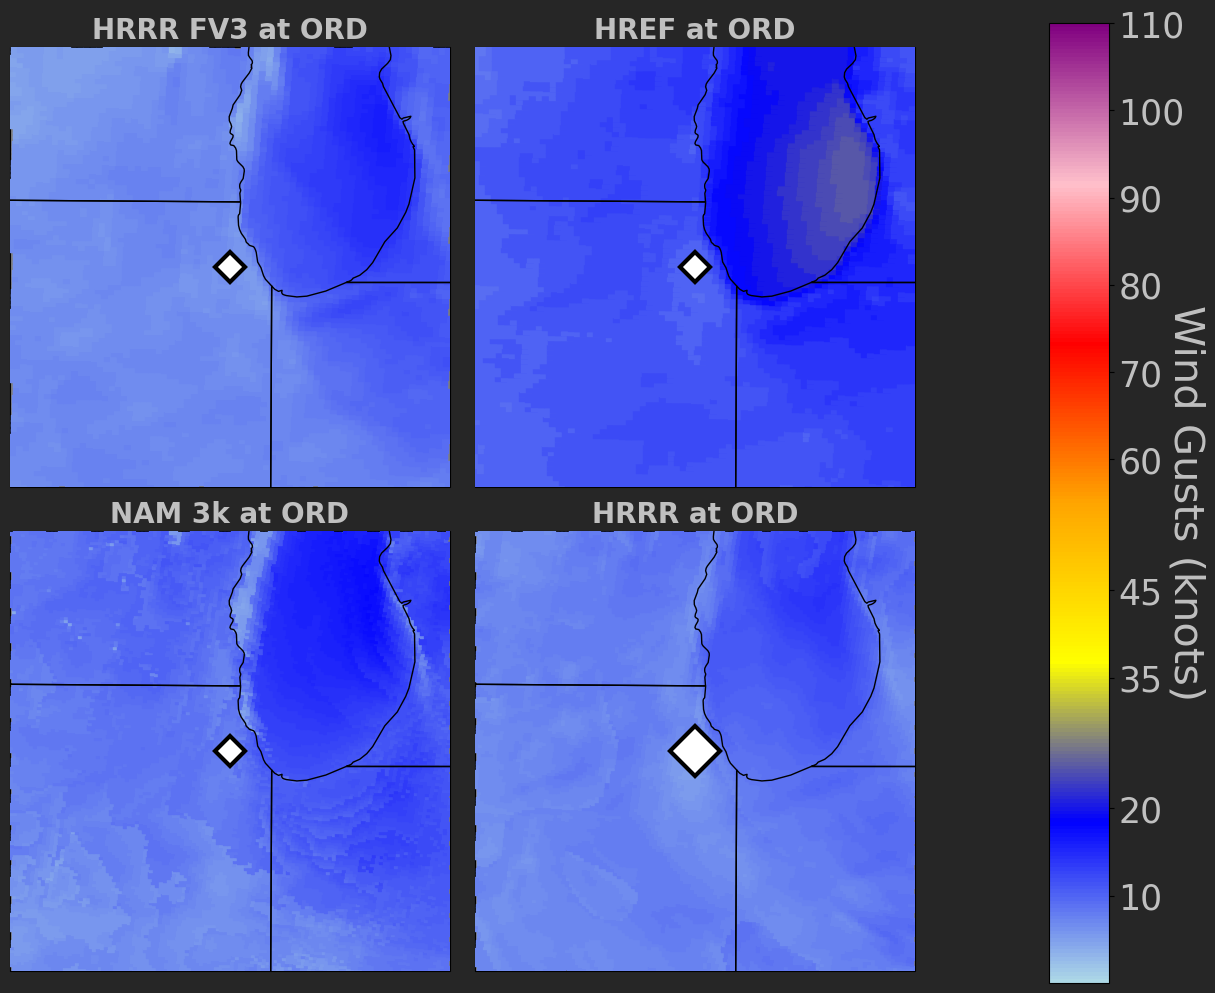 HRRR FV3 at ORD
HREF at ORD
NAM 3k at ORD
HRRR at ORD
110
100
90
80
70
60
45
35
20
10
Wind Gusts (knots)